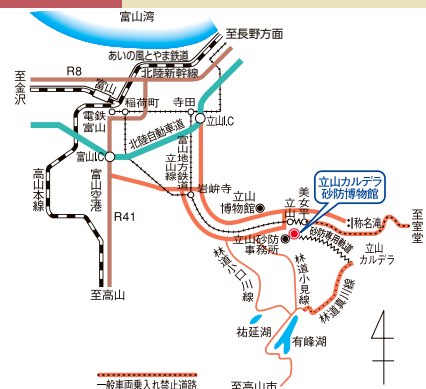 富山湾
至長野方面
あいの風とやま鉄道
北陸新幹線
R8
至金沢
富山
稲荷町
寺田
電鉄富山
立山I.C
北陸自動車道
富山I.C
富山地方鉄道
立山線
岩峅寺
高山本線
富山空港
R41
至高山
立山
博物館
美女平
立山
立山カルデラ
砂防博物館
称名滝
至室堂
砂防専用軌道
立山砂防
事務所
立山
カルデラ
林道小口川線
林道小見線
林道真川線
祐延湖
有峰湖
至高山市
一般車両乗入れ禁止道路
4